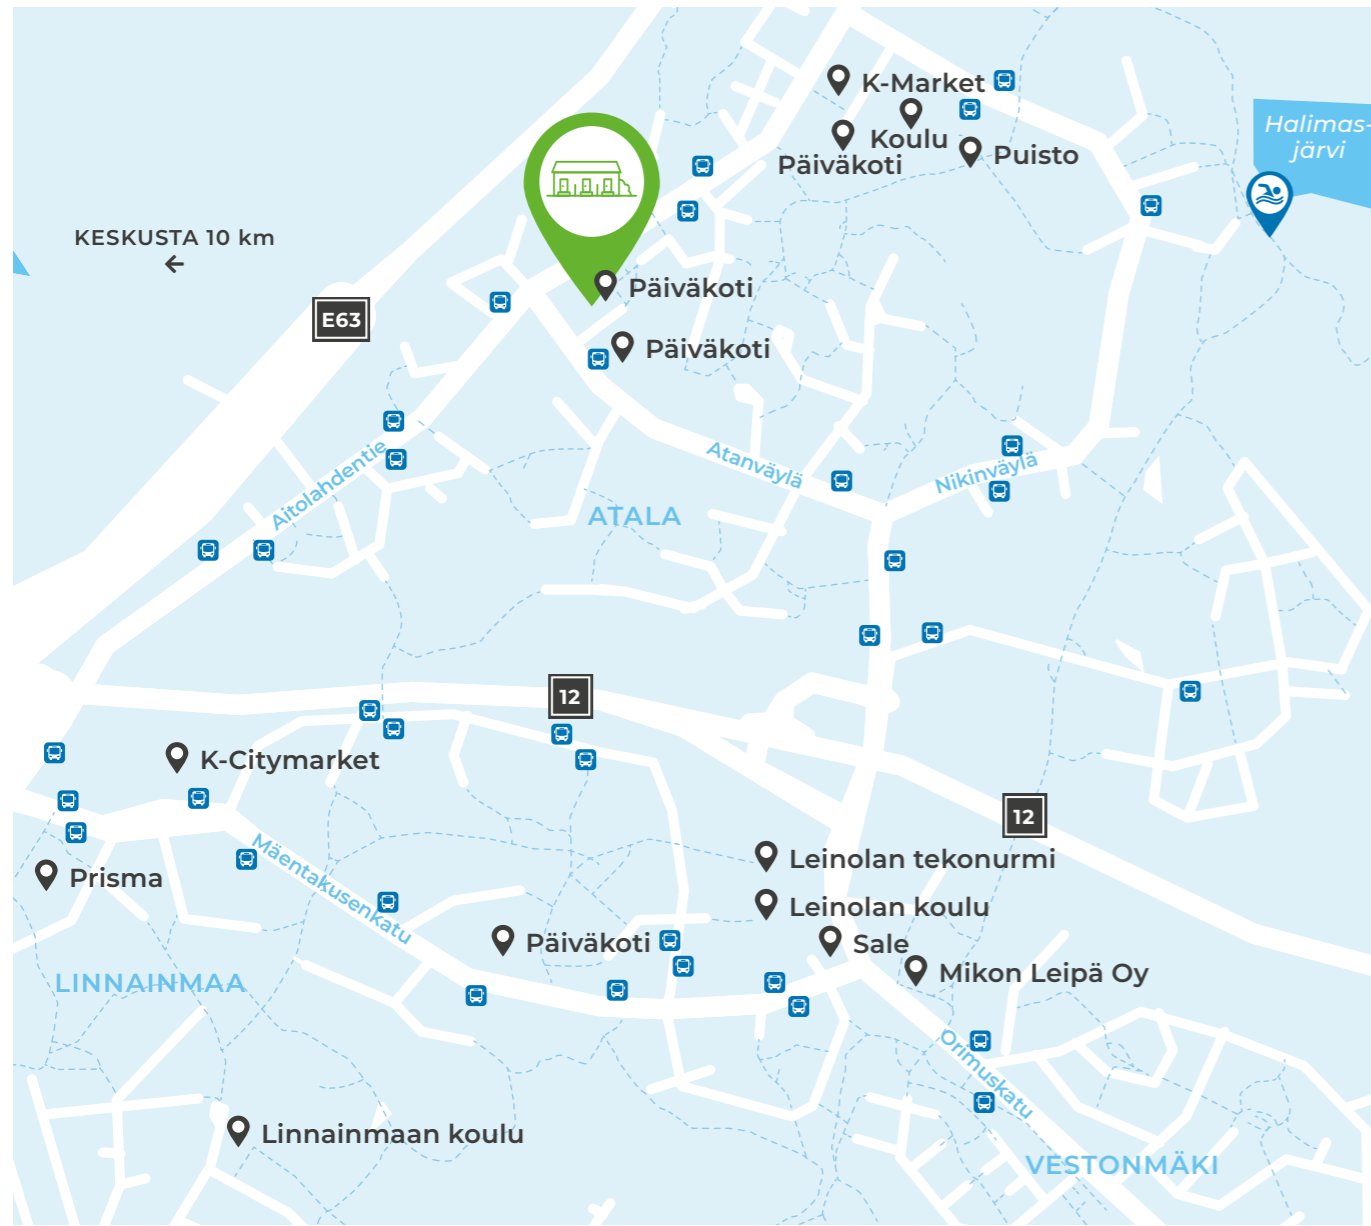 K-Market
Koulu
Päiväkoti
Puisto
Halimas-
järvi
KESKUSTA 10 km
E63
Päiväkoti
Päiväkoti
Aitolahdentie
Atanväylä
Nikinväylä
ATALA
12
K-Citymarket
12
Mäentakusenkatu
Prisma
Leinolan tekonurmi
Leinolan koulu
Päiväkoti
Sale
Mikon Leipä Oy
LINNAINMAA
Orimuskatu
Linnainmaan koulu
VESTONMÄKI